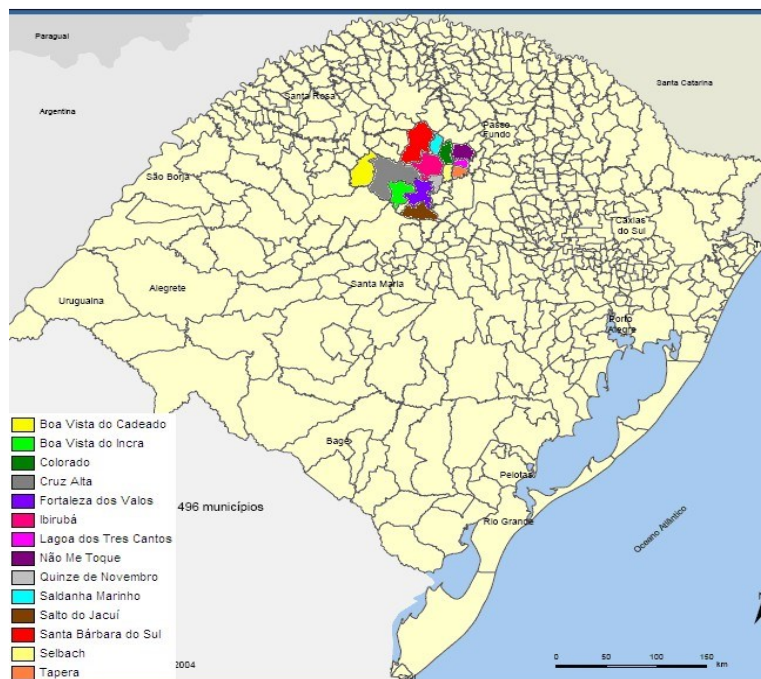 Paraguai
Argentina
Santa Catarina
Santa Rosa
Passo
Fundo
São Borja
Caxias
do Sul
Uruguaina
Alegrete
Santa Maria
Porto
Alegre
Bagé
Pelotas
Rio Grande
Oceano Atlântico
Boa Vista do Cadeado
Boa Vista do Incra
Colorado
Cruz Alta
Fortaleza dos Valos
Ibirubá
Lagoa dos Tres Cantos
Não Me Toque
Quinze de Novembro
Saldanha Marinho
Salto do Jacuí
Santa Bárbara do Sul
Selbach
Tapera
496 municípios
2004
0 50 100 150
km